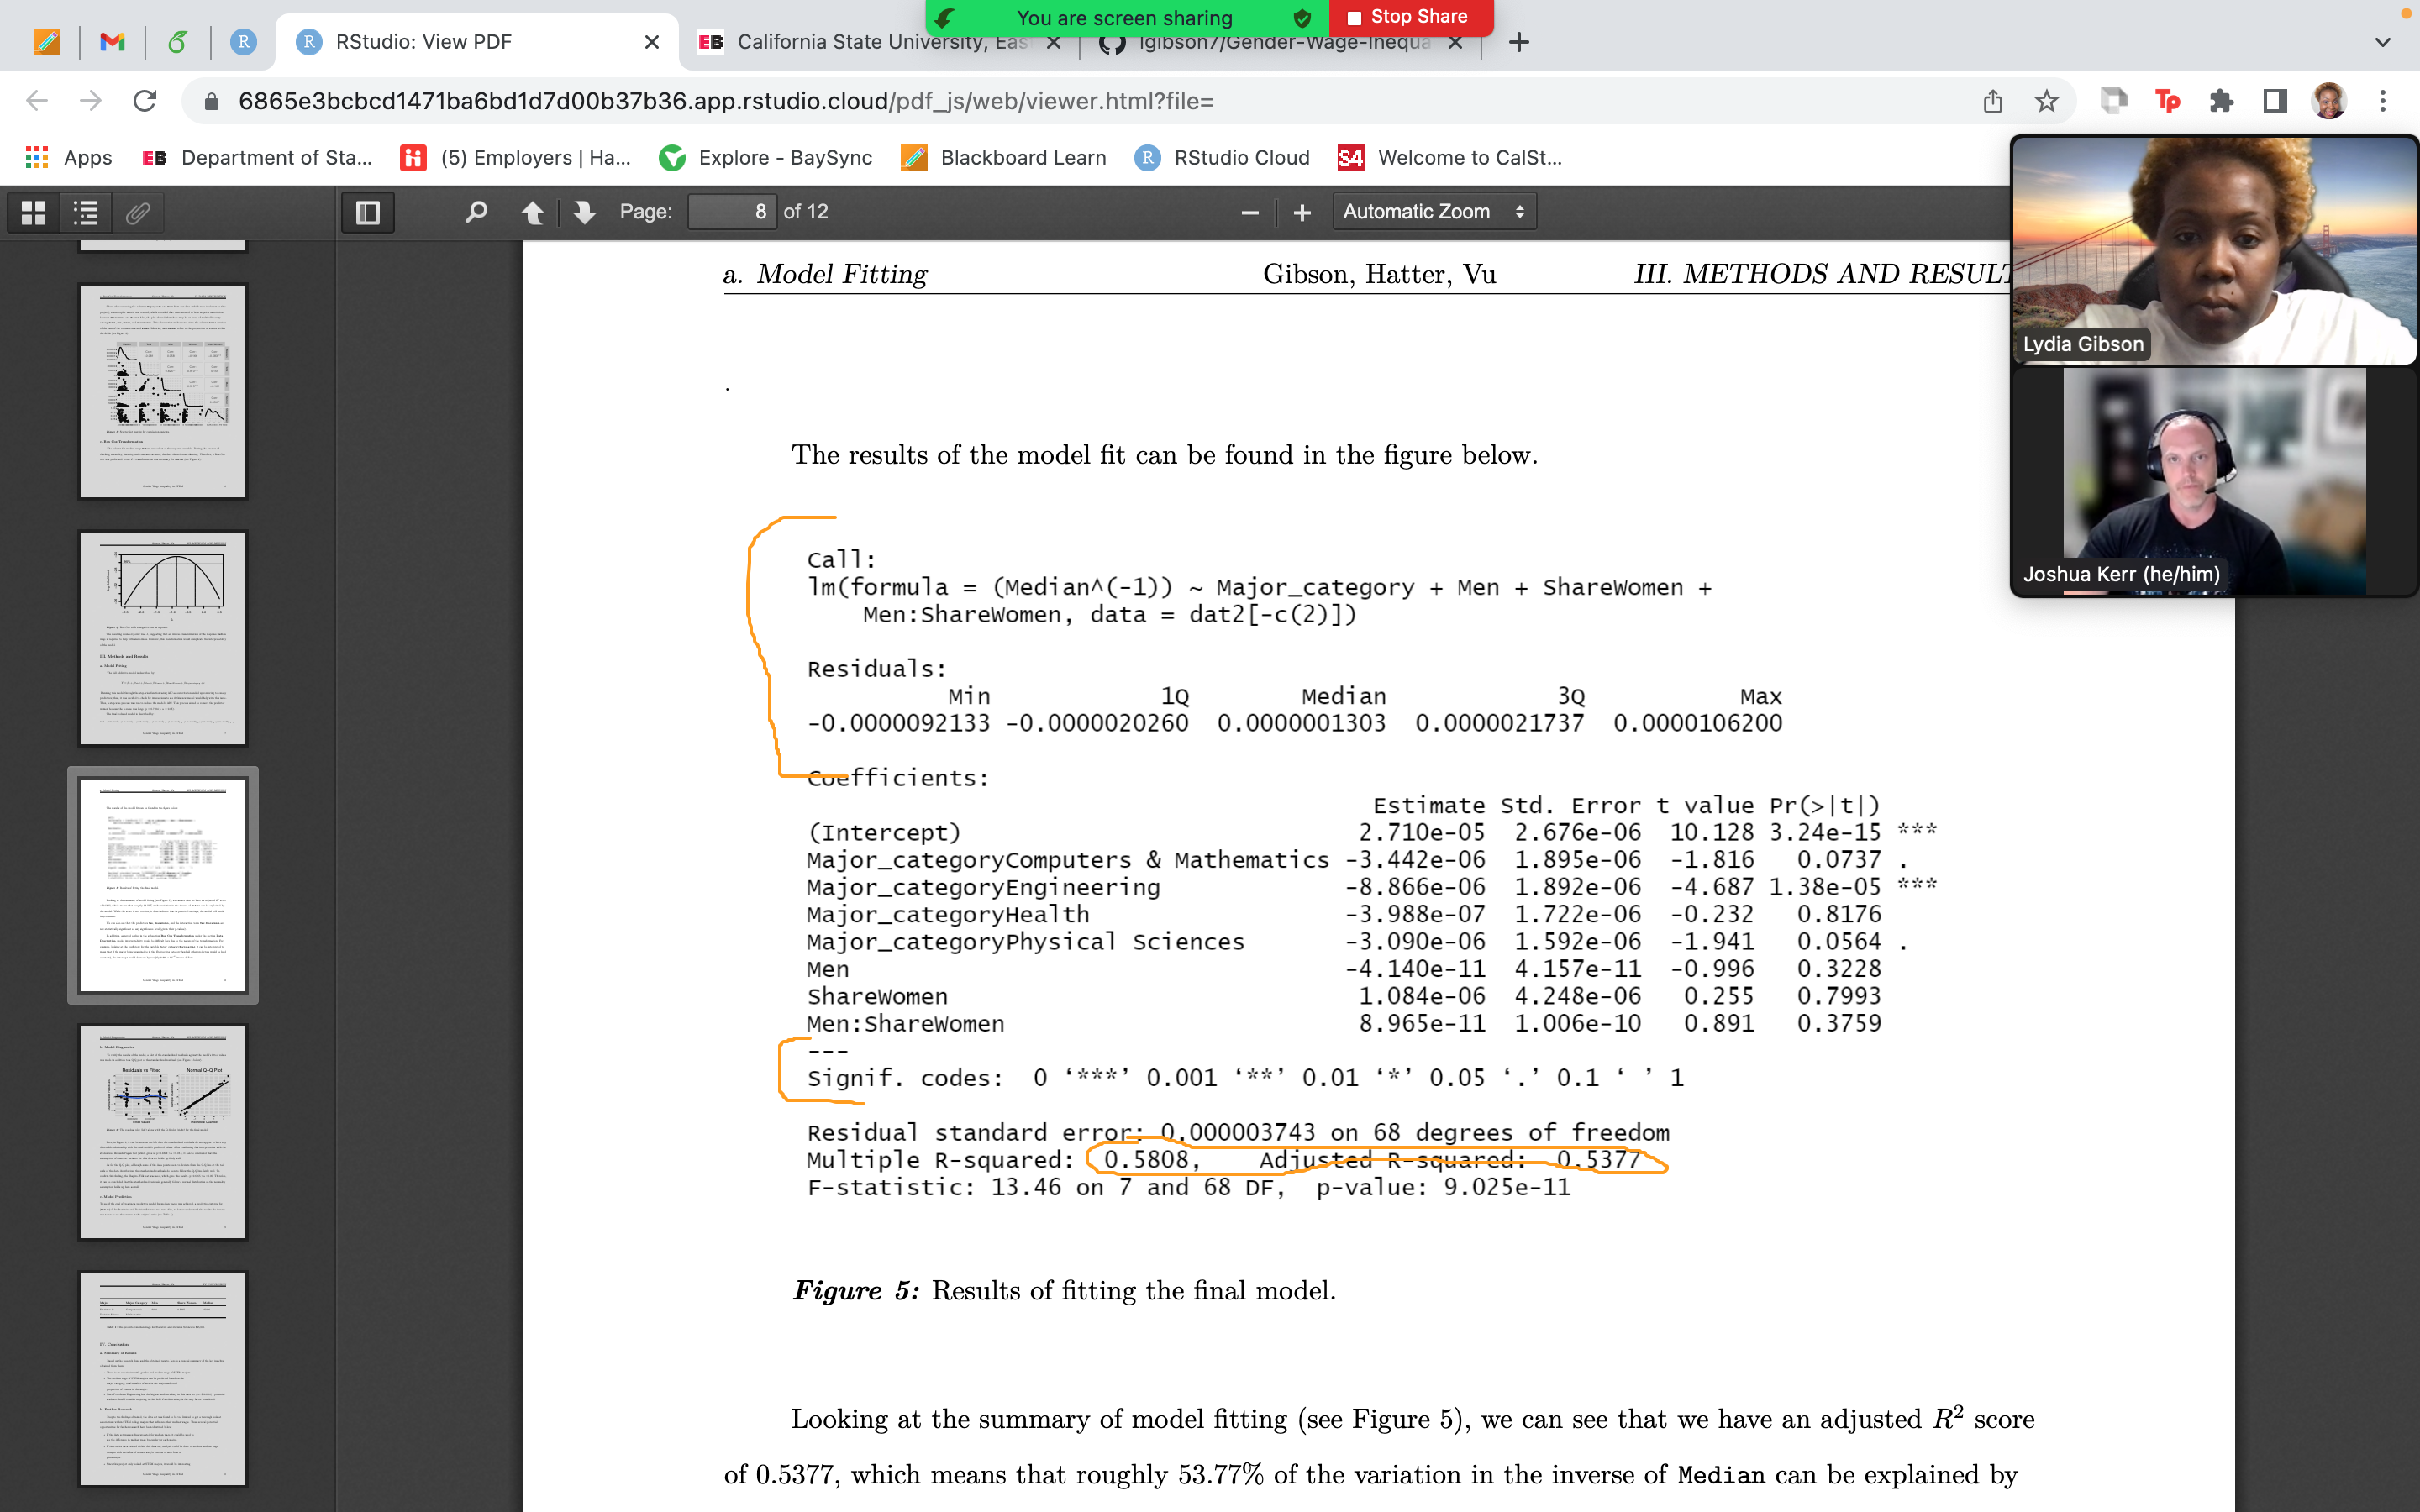 You are screen sharing
Stop Share
RStudio: View PDF
EB California State University, Eas
lgibson7/Gender-Wage-Inequa
6865e3bcbcd1471ba6bd1d7d00b37b36.app.rstudio.cloud/pdf_js/web/viewer.html?file=
Apps
EB Department of Sta...
(5) Employers | Ha...
Explore - BaySync
Blackboard Learn
R RStudio Cloud
S4 Welcome to CalSt...
Page: 8 of 12
Automatic Zoom
Lydia Gibson
Joshua Kerr (he/him)
a. Model Fitting Gibson, Hatter, Vu III. METHODS AND RESULT
.
The results of the model fit can be found in the figure below.
Call:
lm(formula = (Median^(-1)) ~ Major_category + Men + ShareWomen +
Men:ShareWomen, data = dat2[-c(2)])
Residuals:
Min 1Q Median 3Q Max
-0.0000092133 -0.0000020260 0.0000001303 0.0000021737 0.0000106200
Coefficients:
Estimate Std. Error t value Pr(>|t|)
(Intercept) 2.710e-05 2.676e-06 10.128 3.24e-15 ***
Major_categoryComputers & Mathematics -3.442e-06 1.895e-06 -1.816 0.0737 .
Major_categoryEngineering -8.866e-06 1.892e-06 -4.687 1.38e-05 ***
Major_categoryHealth -3.988e-07 1.722e-06 -0.232 0.8176
Major_categoryPhysical Sciences -3.090e-06 1.592e-06 -1.941 0.0564 .
Men -4.140e-11 4.157e-11 -0.996 0.3228
ShareWomen 1.084e-06 4.248e-06 0.255 0.7993
Men:ShareWomen 8.965e-11 1.006e-10 0.891 0.3759
---
Signif. codes: 0 ‘***’ 0.001 ‘**’ 0.01 ‘*’ 0.05 ‘.’ 0.1 ‘ ’ 1
Residual standard error: 0.000003743 on 68 degrees of freedom
Multiple R-squared: 0.5808, Adjusted R-squared: 0.5377
F-statistic: 13.46 on 7 and 68 DF, p-value: 9.025e-11
Figure 5: Results of fitting the final model.
Looking at the summary of model fitting (see Figure 5), we can see that we have an adjusted R² score
of 0.5377, which means that roughly 53.77% of the variation in the inverse of Median can be explained by